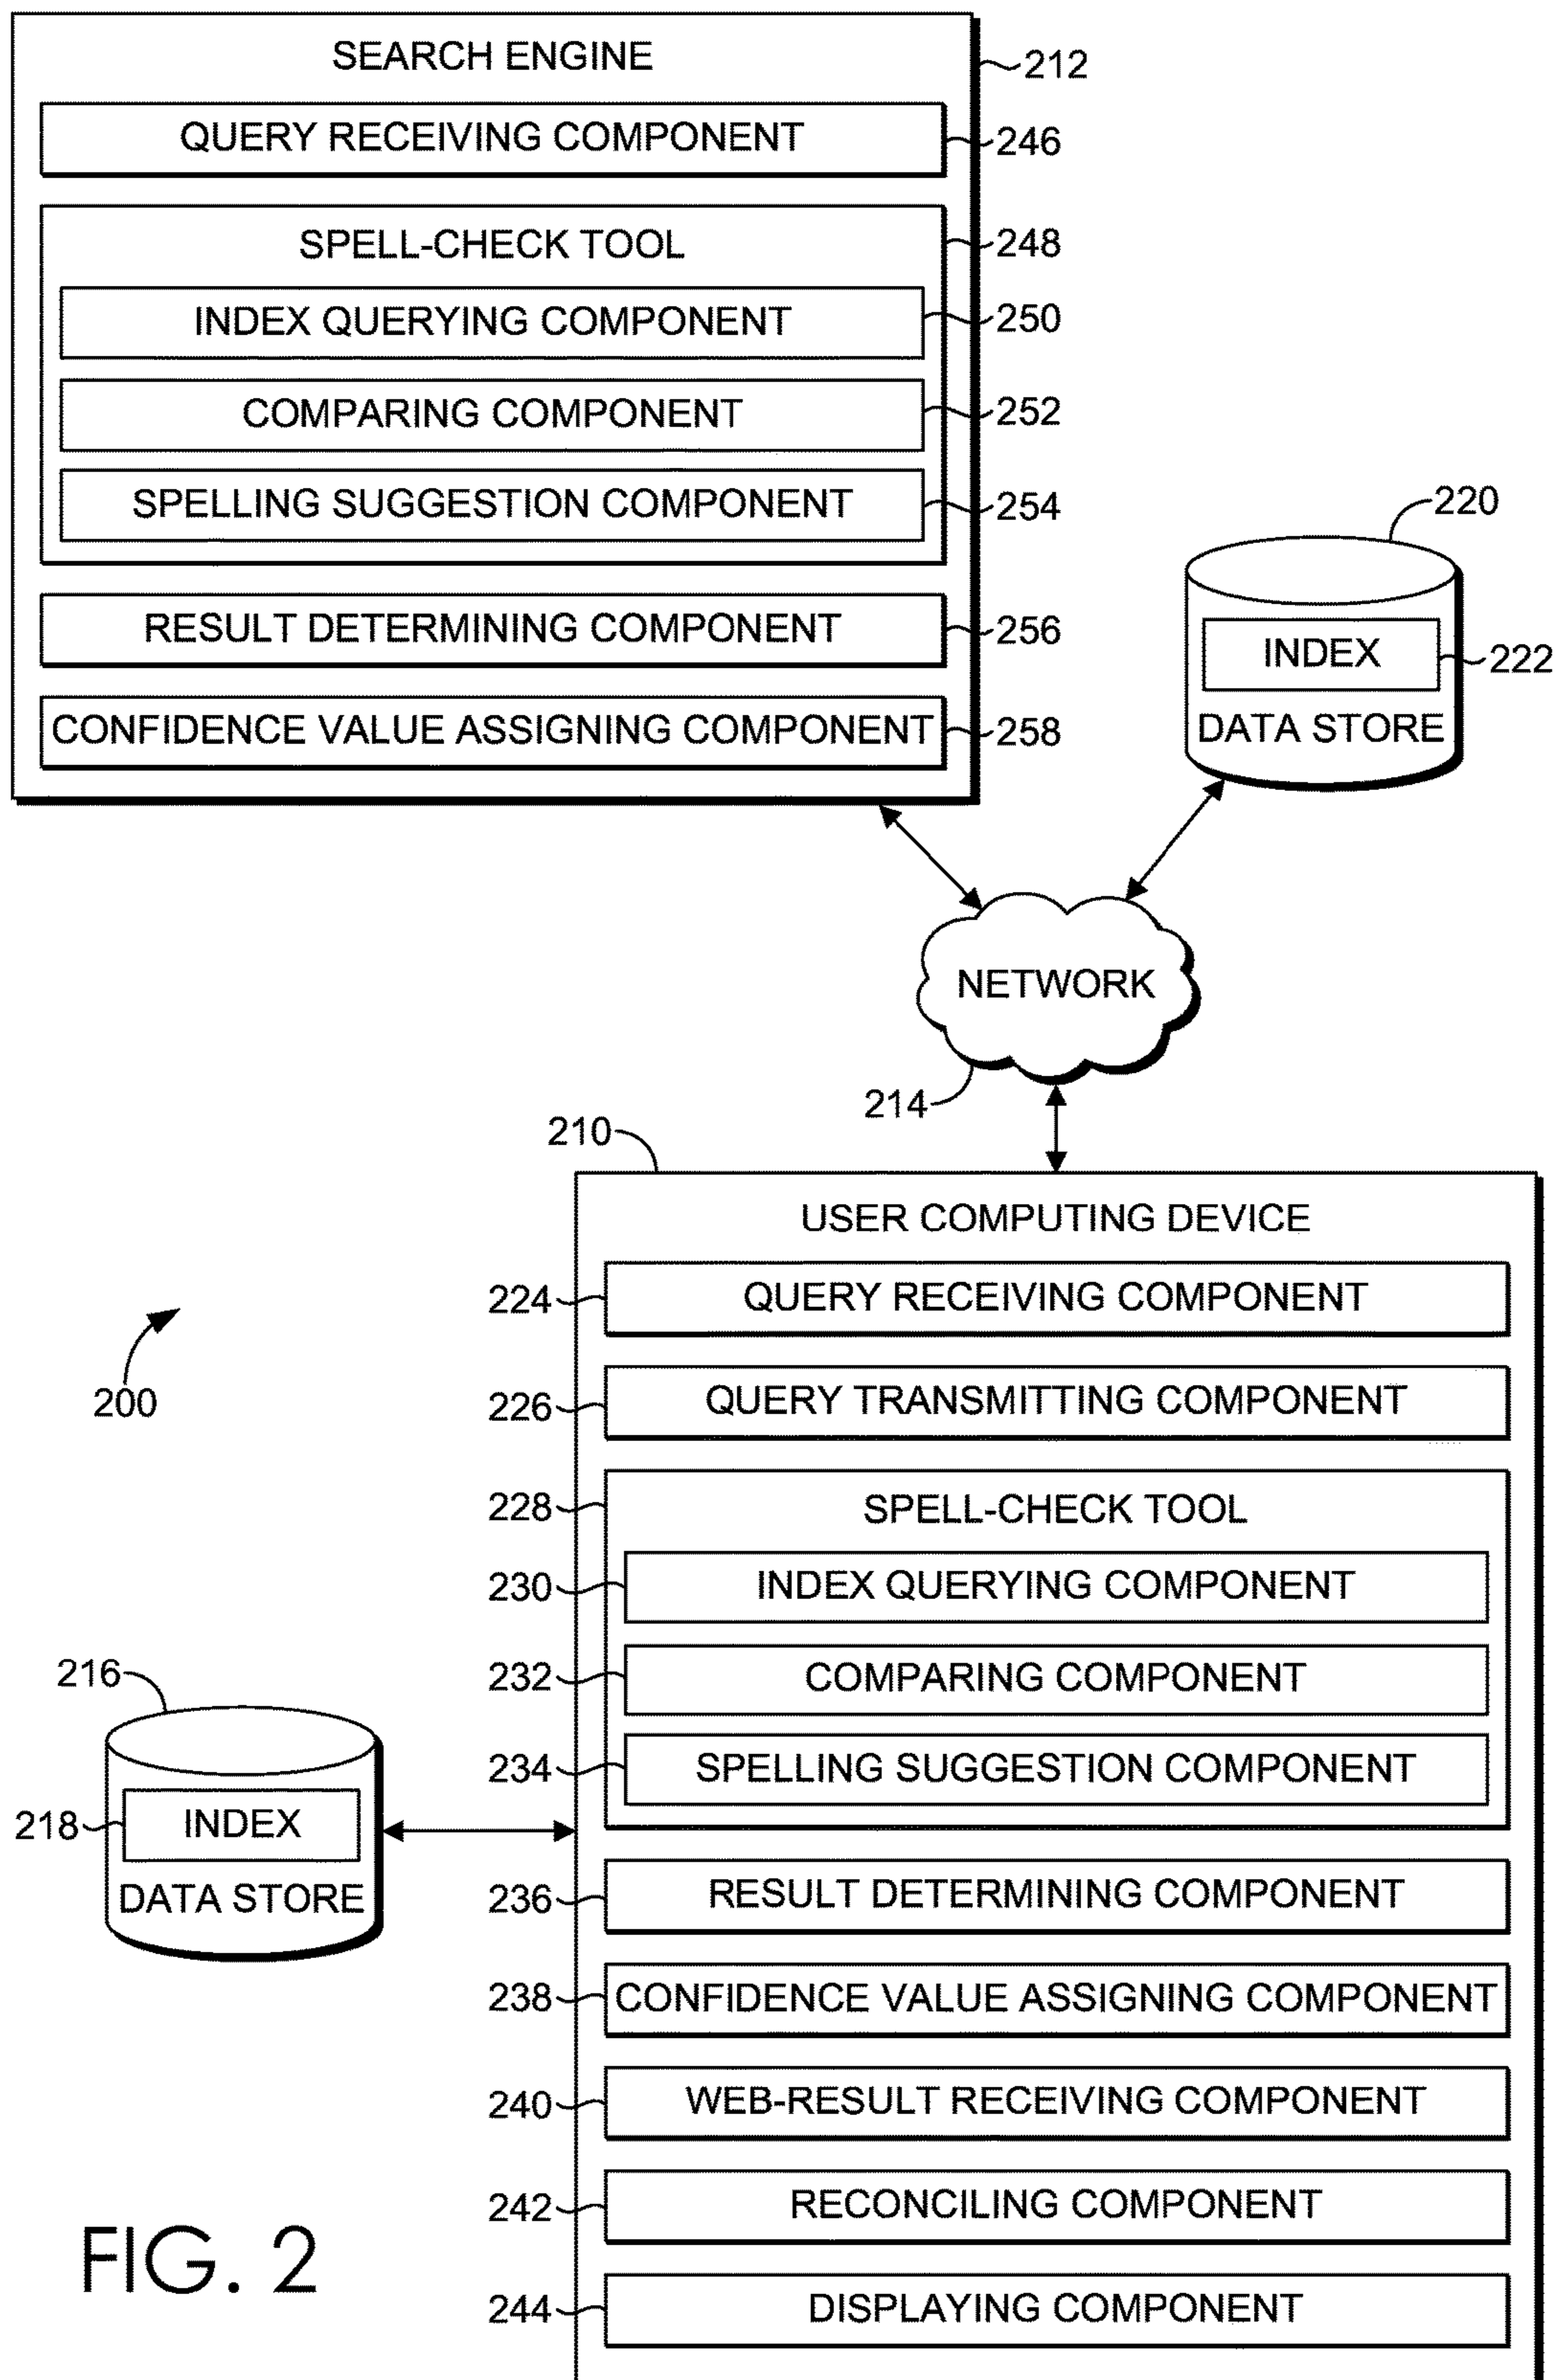 SEARCH ENGINE
212
QUERY RECEIVING COMPONENT
246
SPELL-CHECK TOOL
248
INDEX QUERYING COMPONENT
250
COMPARING COMPONENT
252
SPELLING SUGGESTION COMPONENT
254
RESULT DETERMINING COMPONENT
256
CONFIDENCE VALUE ASSIGNING COMPONENT
258
220
INDEX
222
DATA STORE
NETWORK
214
210
USER COMPUTING DEVICE
224
QUERY RECEIVING COMPONENT
200
226
QUERY TRANSMITTING COMPONENT
228
SPELL-CHECK TOOL
230
INDEX QUERYING COMPONENT
232
COMPARING COMPONENT
234
SPELLING SUGGESTION COMPONENT
216
218
INDEX
DATA STORE
236
RESULT DETERMINING COMPONENT
238
CONFIDENCE VALUE ASSIGNING COMPONENT
240
WEB-RESULT RECEIVING COMPONENT
242
RECONCILING COMPONENT
244
DISPLAYING COMPONENT
FIG. 2